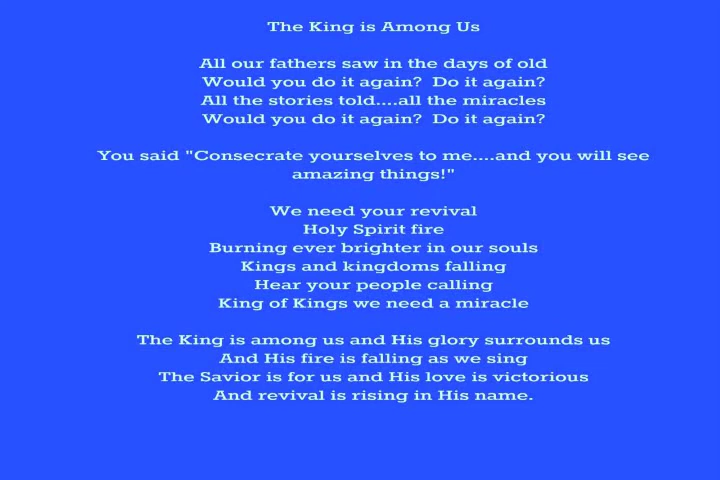 The King is Among Us
All our fathers saw in the days of old
Would you do it again?  Do it again?
All the stories told....all the miracles
Would you do it again?  Do it again?
You said "Consecrate yourselves to me....and you will see
amazing things!"
We need your revival
Holy Spirit fire
Burning ever brighter in our souls
Kings and kingdoms falling
Hear your people calling
King of Kings we need a miracle
The King is among us and His glory surrounds us
And His fire is falling as we sing
The Savior is for us and His love is victorious
And revival is rising in His name.